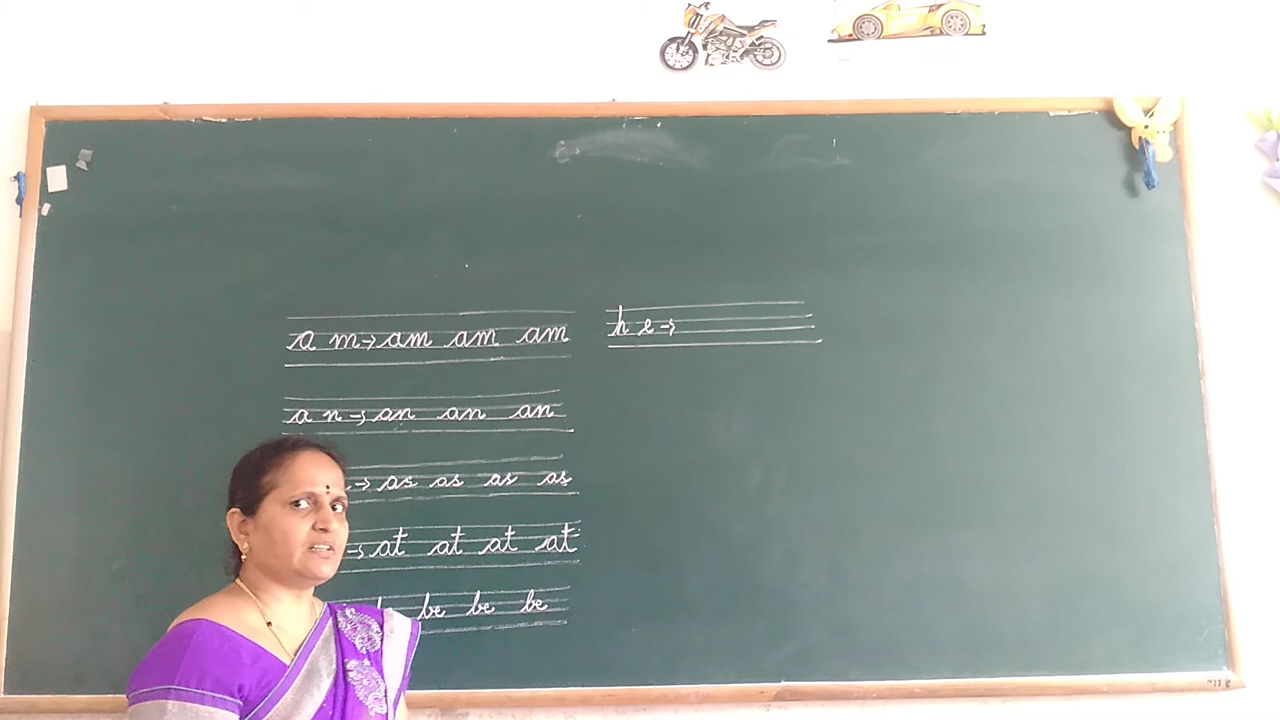 a m → am am am
a n → an an an
→ as as as as
→ at at at at
be be be
h e →